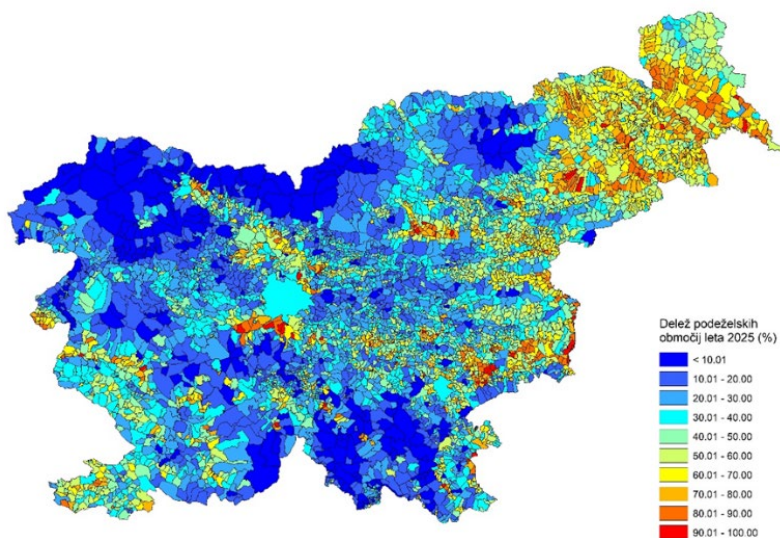 Delež podeželskih
območij leta 2025 (%)
< 10.01
10.01 - 20.00
20.01 - 30.00
30.01 - 40.00
40.01 - 50.00
50.01 - 60.00
60.01 - 70.00
70.01 - 80.00
80.01 - 90.00
90.01 - 100.00